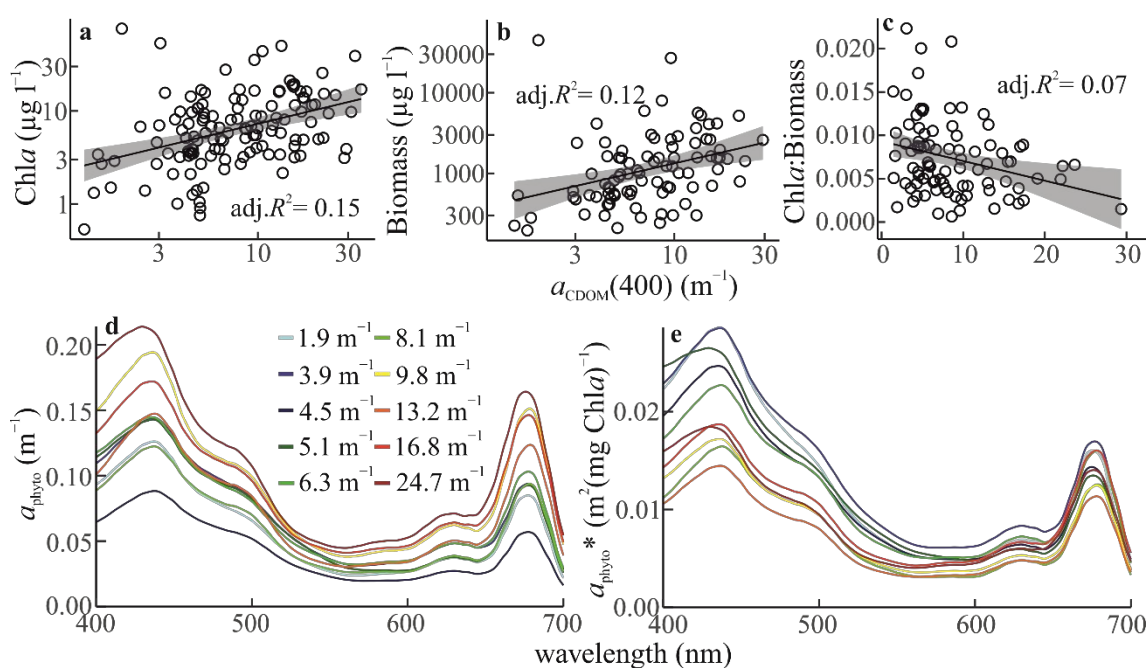 a
Chla (µg l⁻¹)
30
10
3
1
adj.R² = 0.15
3 10 30
b
Biomass (µg l⁻¹)
30000
10000
3000
1000
300
adj.R² = 0.12
3 10 30
c
Chla:Biomass
0.020
0.015
0.010
0.005
0.000
adj.R² = 0.07
0 10 20 30
a_CDOM(400) (m⁻¹)
d
a_phyto (m⁻¹)
0.20
0.15
0.10
0.05
0.00
1.9 m⁻¹ 8.1 m⁻¹
3.9 m⁻¹ 9.8 m⁻¹
4.5 m⁻¹ 13.2 m⁻¹
5.1 m⁻¹ 16.8 m⁻¹
6.3 m⁻¹ 24.7 m⁻¹
400 500 600 700
e
a_phyto* (m²(mg Chla)⁻¹)
0.02
0.01
0.00
400 500 600 700
wavelength (nm)